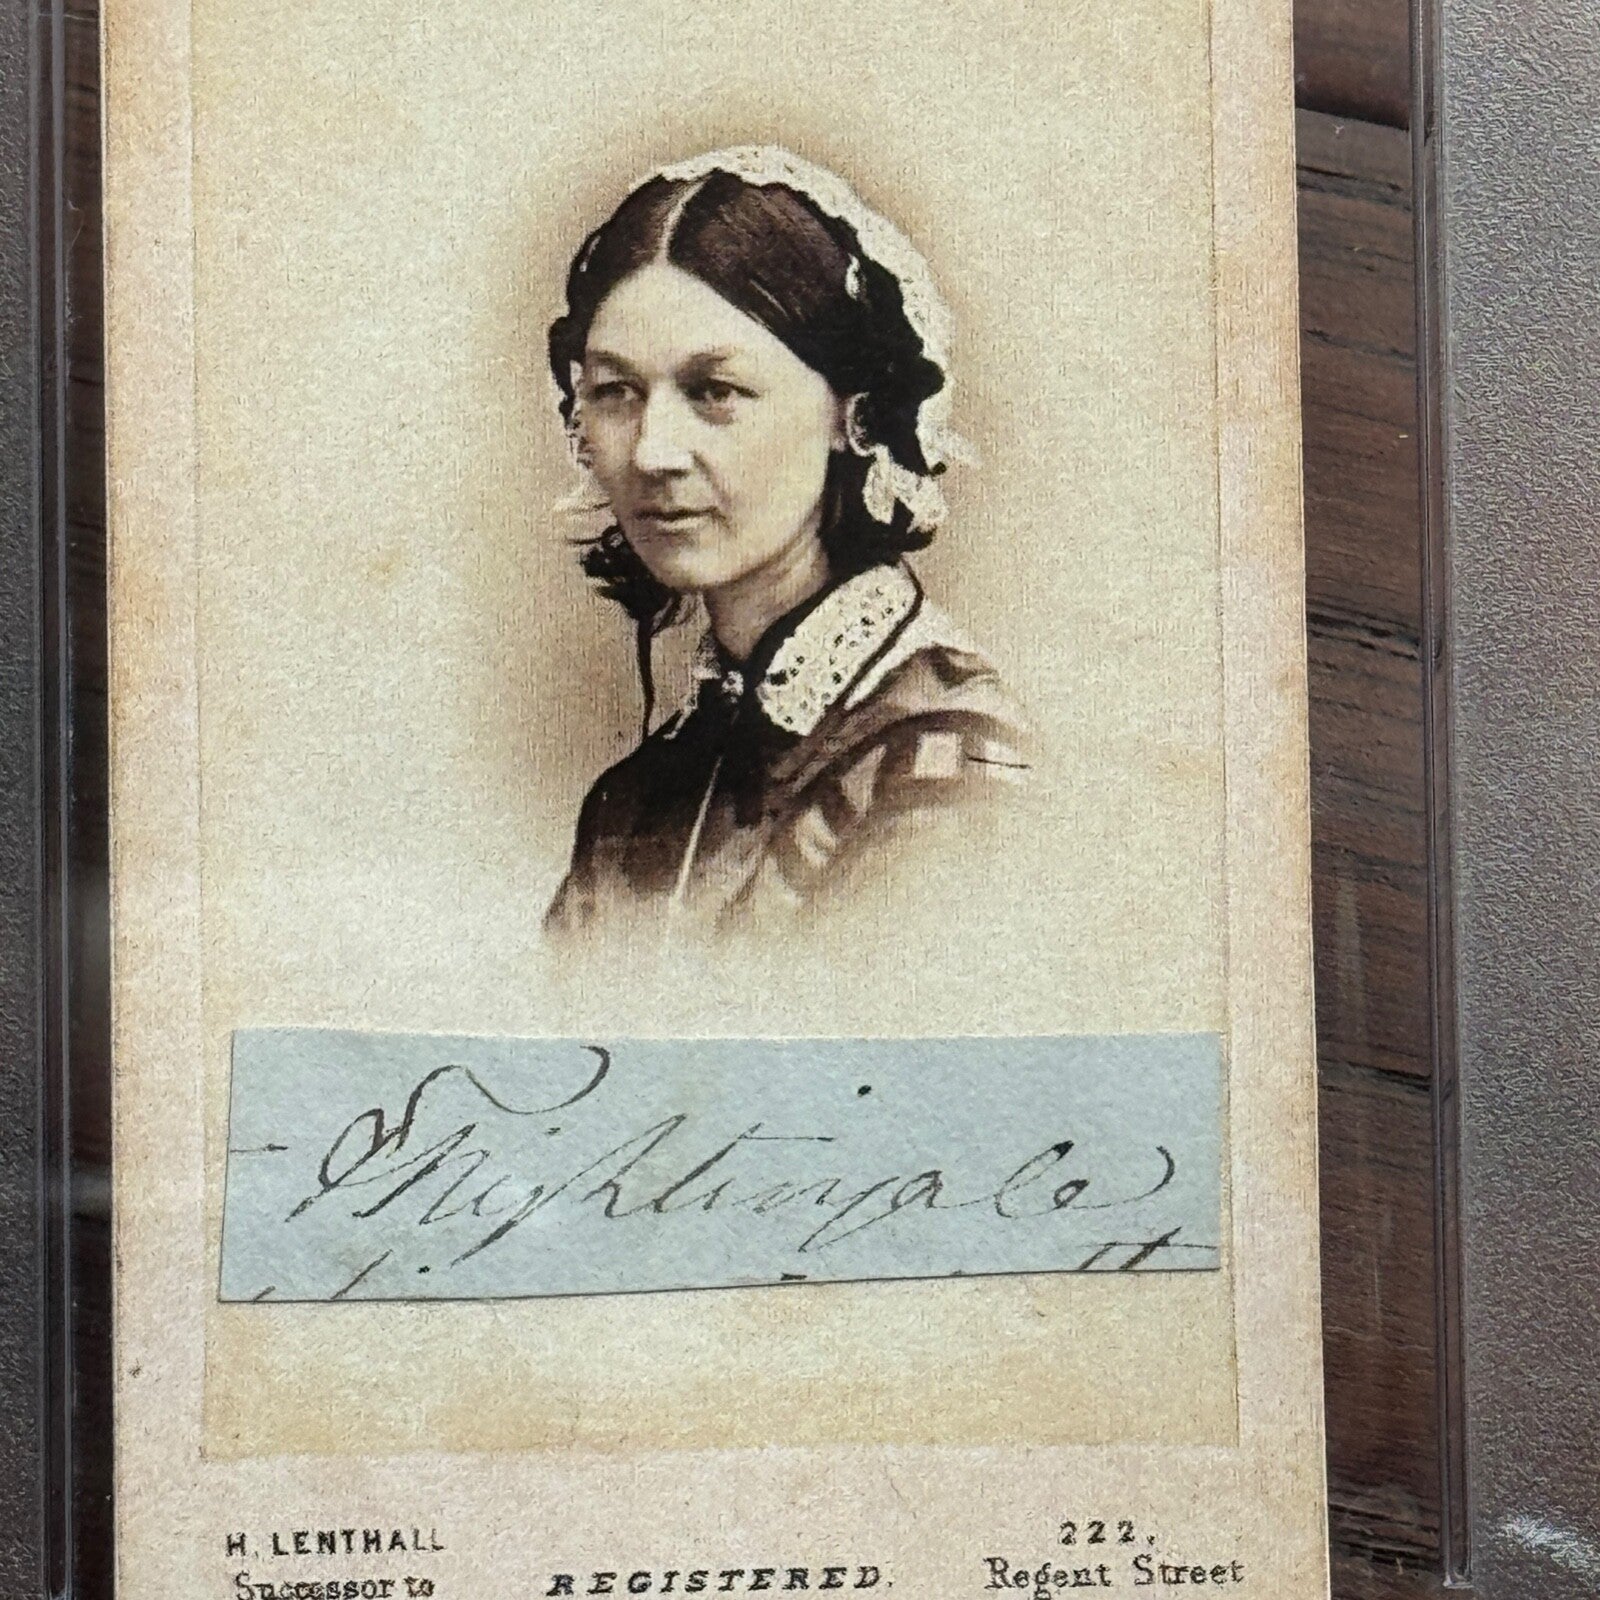 Nightingale
H. LENTHALL
222.
Successor to
REGISTERED.
Regent Street